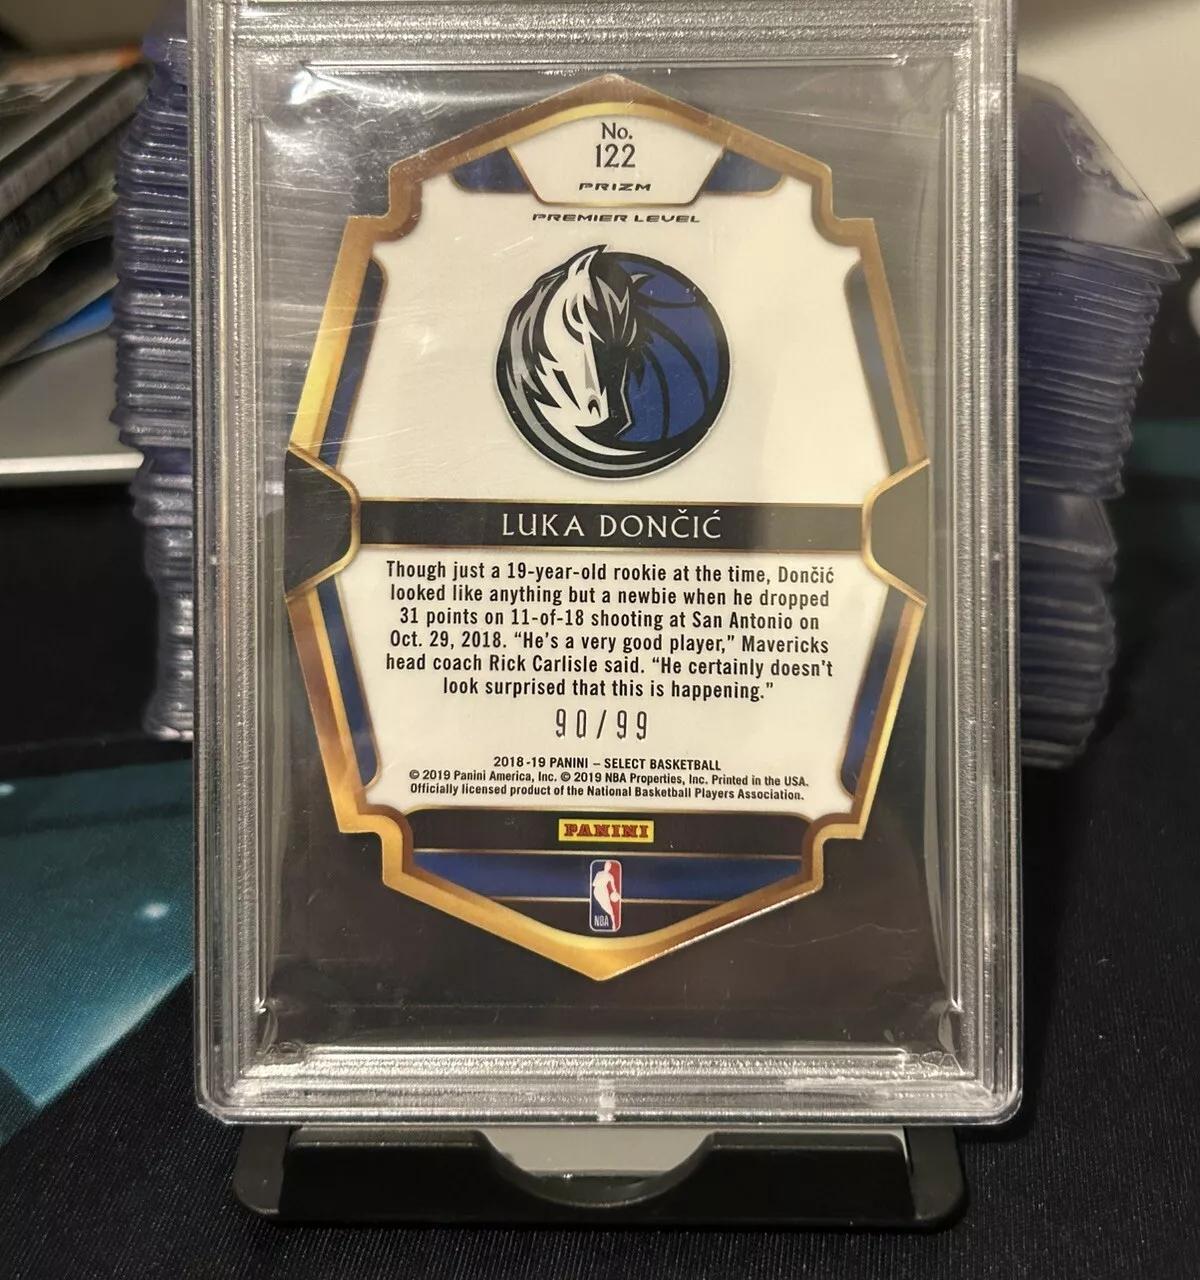 No.
122
PRIZM
PREMIER LEVEL
LUKA DONČIĆ
Though just a 19-year-old rookie at the time, Dončić
looked like anything but a newbie when he dropped
31 points on 11-of-18 shooting at San Antonio on
Oct. 29, 2018. “He's a very good player,” Mavericks
head coach Rick Carlisle said. “He certainly doesn't
look surprised that this is happening.”
90/99
2018-19 PANINI – SELECT BASKETBALL
© 2019 Panini America, Inc. © 2019 NBA Properties, Inc. Printed in the USA.
Officially licensed product of the National Basketball Players Association.
PANINI
NBA
PSA